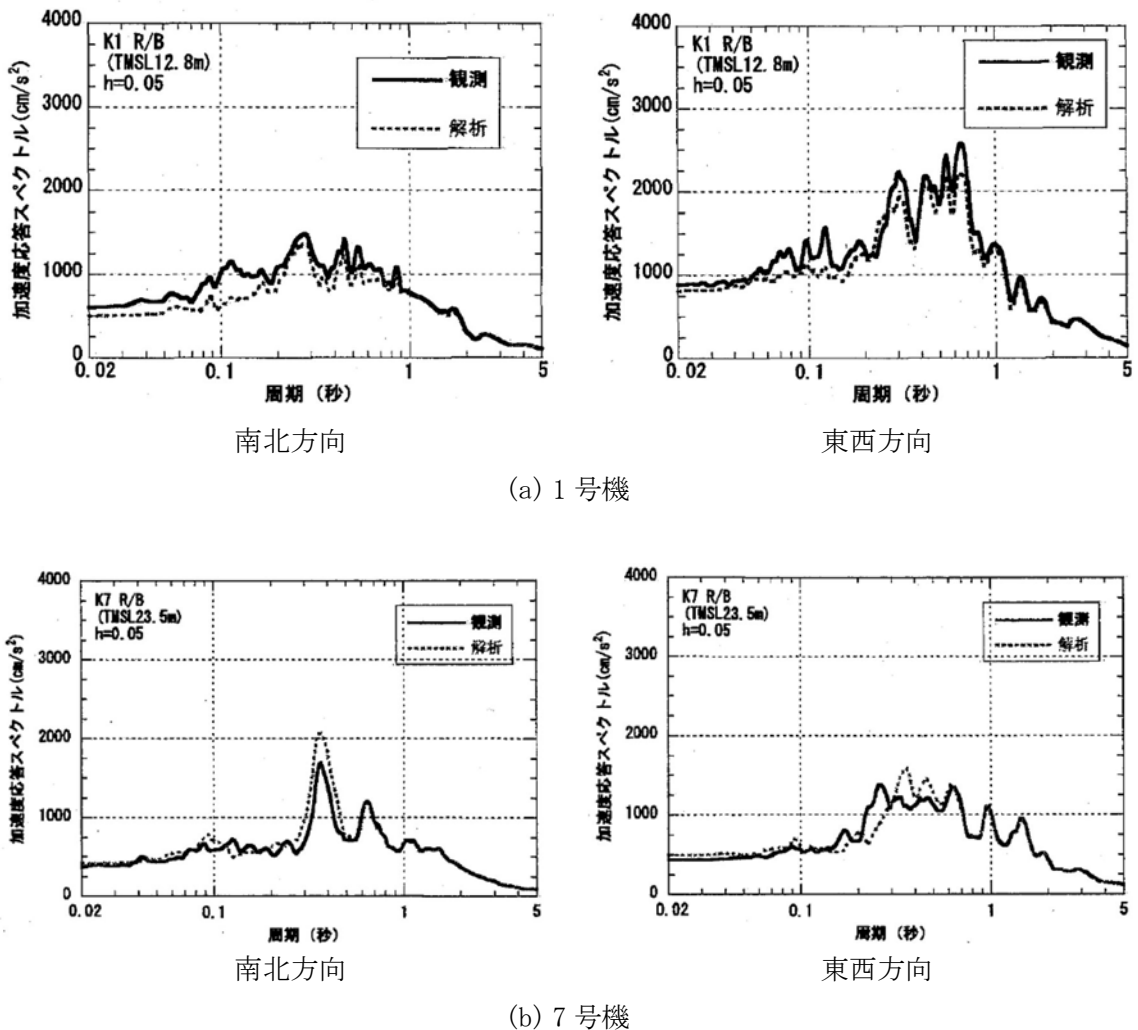 加速度応答スペクトル(cm/s²)
4000
3000
2000
1000
0
K1 R/B
(TMSL12.8m)
h=0.05
観測
解析
0.02
0.1
1
5
周期 (秒)
南北方向
加速度応答スペクトル(cm/s²)
4000
3000
2000
1000
0
K1 R/B
(TMSL12.8m)
h=0.05
観測
解析
0.02
0.1
1
5
周期 (秒)
東西方向
(a) 1 号機
加速度応答スペクトル(cm/s²)
4000
3000
2000
1000
0
K7 R/B
(TMSL23.5m)
h=0.05
観測
解析
0.02
0.1
1
5
周期 (秒)
南北方向
加速度応答スペクトル(cm/s²)
4000
3000
2000
1000
0
K7 R/B
(TMSL23.5m)
h=0.05
観測
解析
0.02
0.1
1
5
周期 (秒)
東西方向
(b) 7 号機